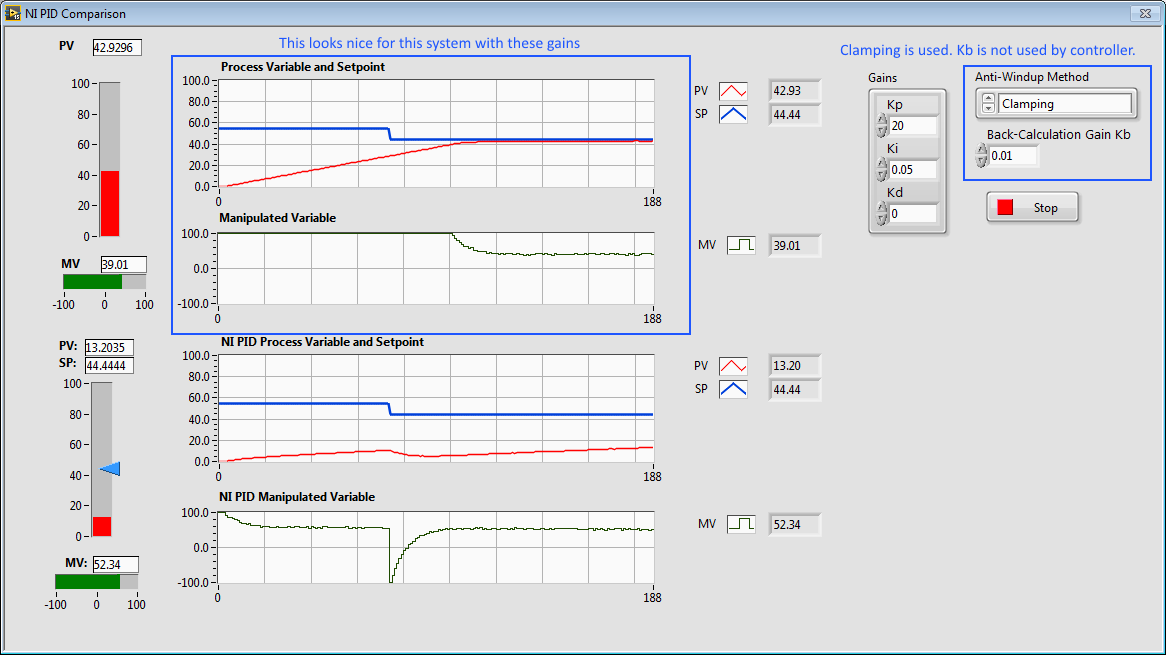 NI PID Comparison
This looks nice for this system with these gains
Clamping is used. Kb is not used by controller.
PV 42.9296
100
80
60
40
20
0
MV 39.01
-100 0 100
Process Variable and Setpoint
100.0
80.0
60.0
40.0
20.0
0.0
0 188
PV 42.93
SP 44.44
Manipulated Variable
100.0
0.0
-100.0
0 188
MV 39.01
Gains
Kp
20
Ki
0.05
Kd
0
Anti-Windup Method
Clamping
Back-Calculation Gain Kb
0.01
Stop
PV: 13.2035
SP: 44.4444
100
80
60
40
20
0
MV: 52.34
-100 0 100
NI PID Process Variable and Setpoint
100.0
80.0
60.0
40.0
20.0
0.0
0 188
PV 13.20
SP 44.44
NI PID Manipulated Variable
100.0
0.0
-100.0
0 188
MV 52.34